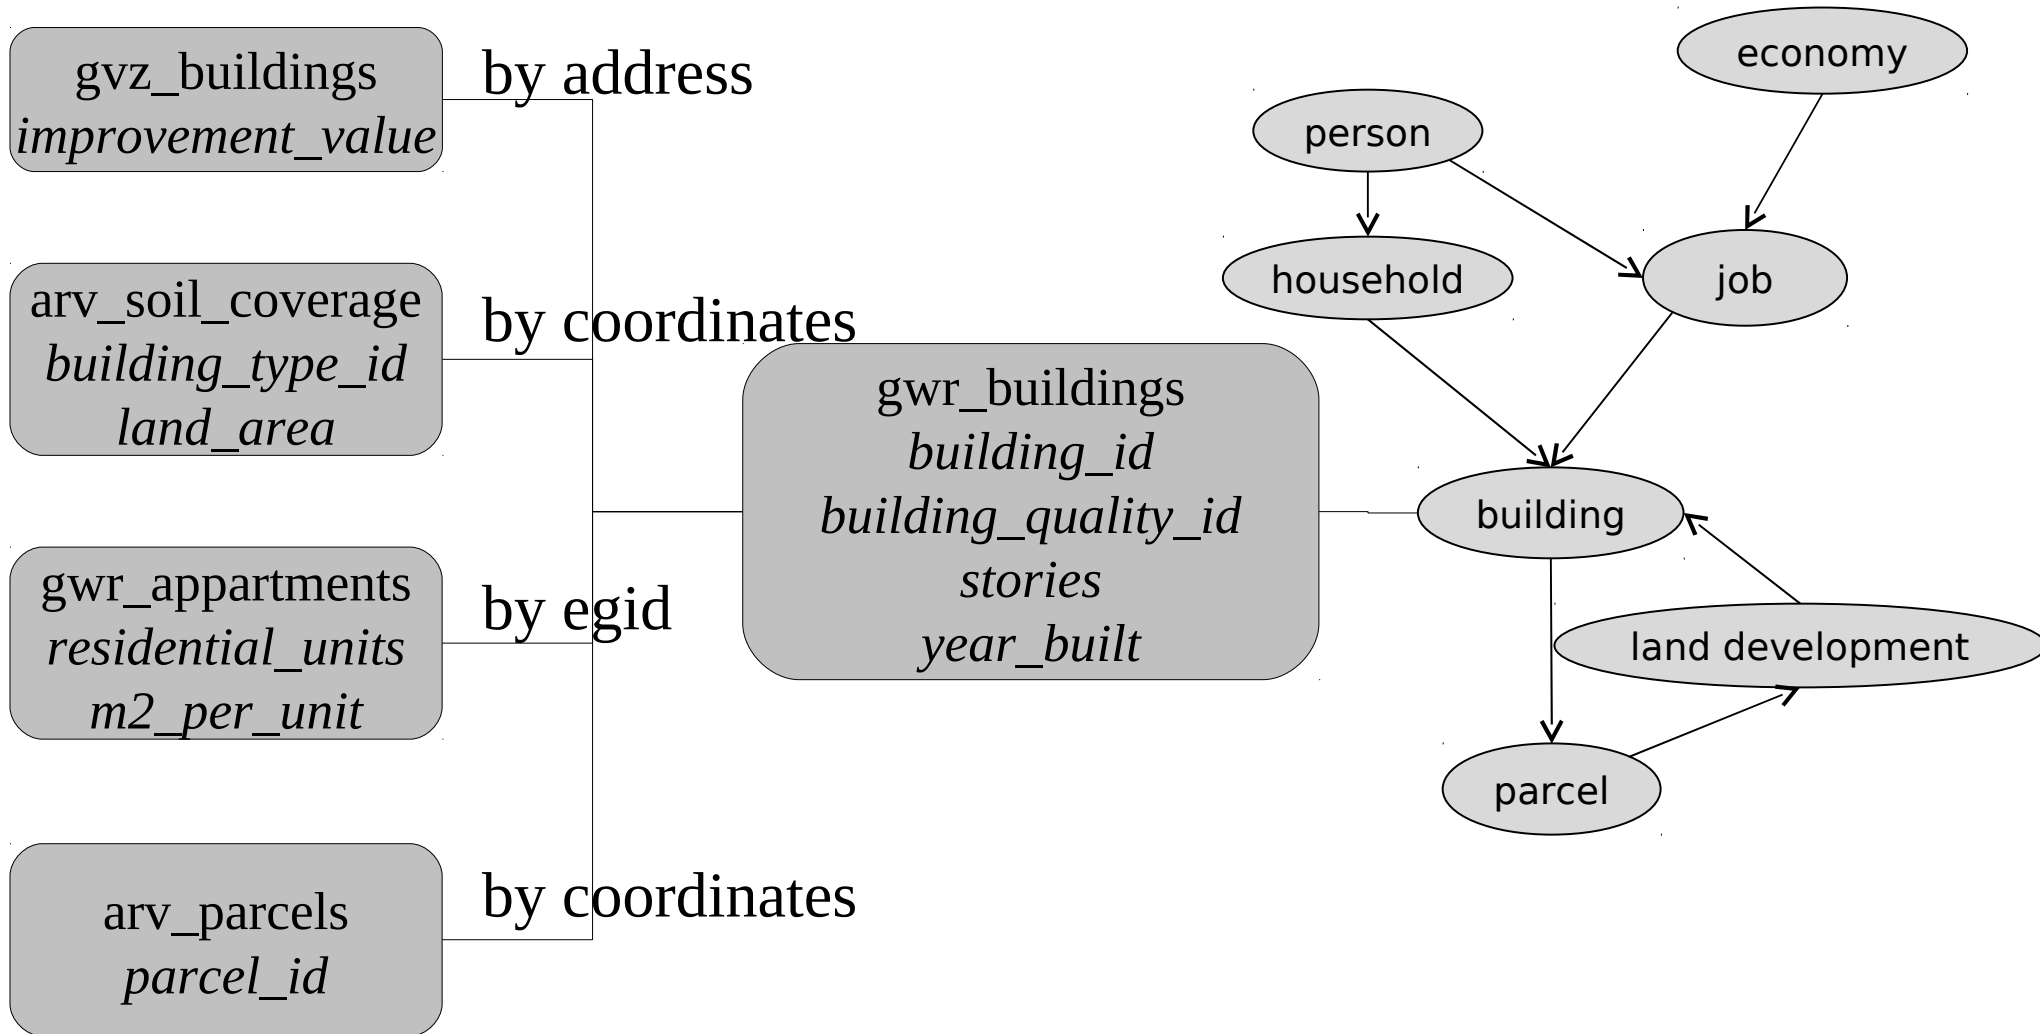 gvz_buildings
improvement_value
by address
arv_soil_coverage
building_type_id
land_area
by coordinates
gwr_appartments
residential_units
m2_per_unit
by egid
arv_parcels
parcel_id
by coordinates
gwr_buildings
building_id
building_quality_id
stories
year_built
economy
person
household
job
building
land development
parcel